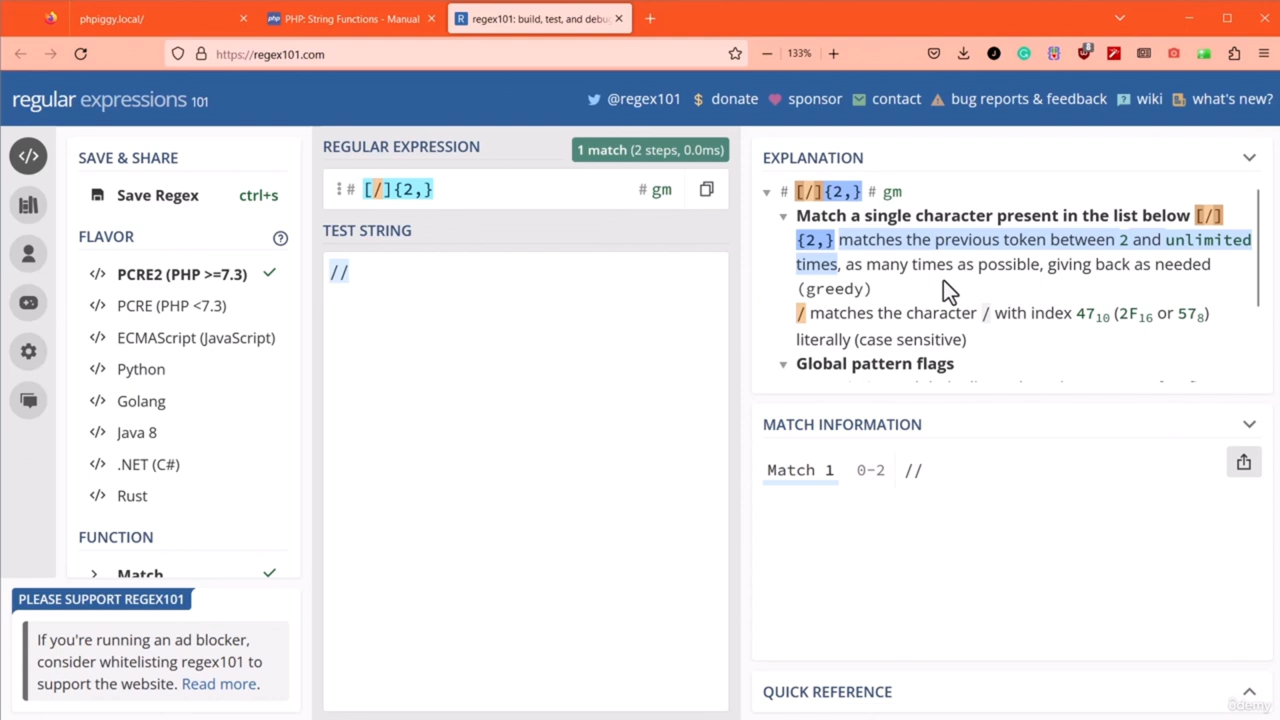 phpiggy.local/
php PHP: String Functions - Manual
R regex101: build, test, and debug
https://regex101.com
133%
8
regular expressions 101
@regex101
$ donate
sponsor
contact
bug reports & feedback
wiki
what's new?
SAVE & SHARE
Save Regex ctrl+s
FLAVOR
</> PCRE2 (PHP >=7.3)
</> PCRE (PHP <7.3)
</> ECMAScript (JavaScript)
</> Python
</> Golang
</> Java 8
</> .NET (C#)
</> Rust
FUNCTION
Match
PLEASE SUPPORT REGEX101
If you're running an ad blocker,
consider whitelisting regex101 to
support the website. Read more.
REGULAR EXPRESSION
1 match (2 steps, 0.0ms)
# [/]{2,} # gm
TEST STRING
//
EXPLANATION
# [/]{2,} # gm
Match a single character present in the list below [/]
{2,} matches the previous token between 2 and unlimited
times, as many times as possible, giving back as needed
(greedy)
/ matches the character / with index 47₁₀ (2F₁₆ or 57₈)
literally (case sensitive)
Global pattern flags
MATCH INFORMATION
Match 1 0-2 //
QUICK REFERENCE
ûdemy